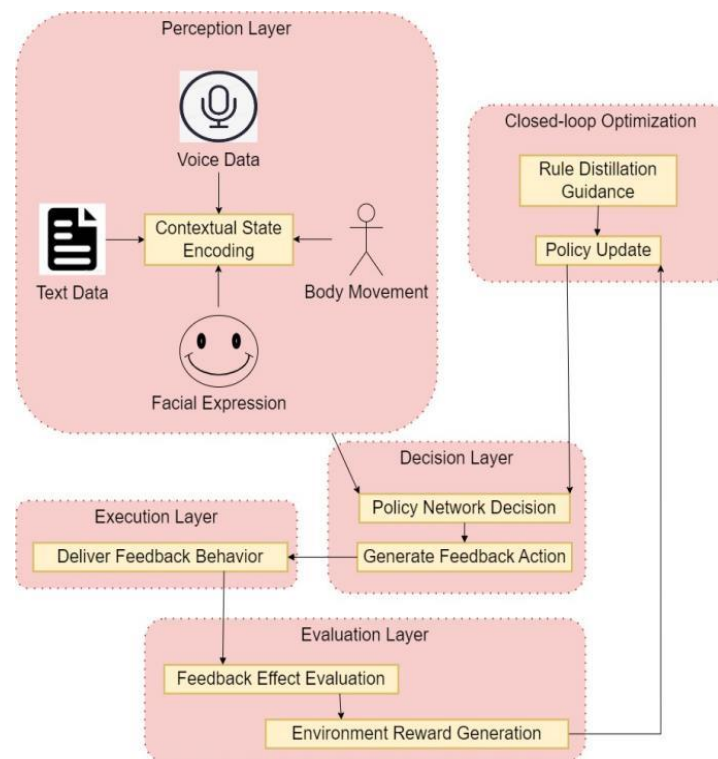 Perception Layer
Voice Data
Contextual State
Encoding
Text Data
Body Movement
Facial Expression
Closed-loop Optimization
Rule Distillation
Guidance
Policy Update
Decision Layer
Policy Network Decision
Generate Feedback Action
Execution Layer
Deliver Feedback Behavior
Evaluation Layer
Feedback Effect Evaluation
Environment Reward Generation